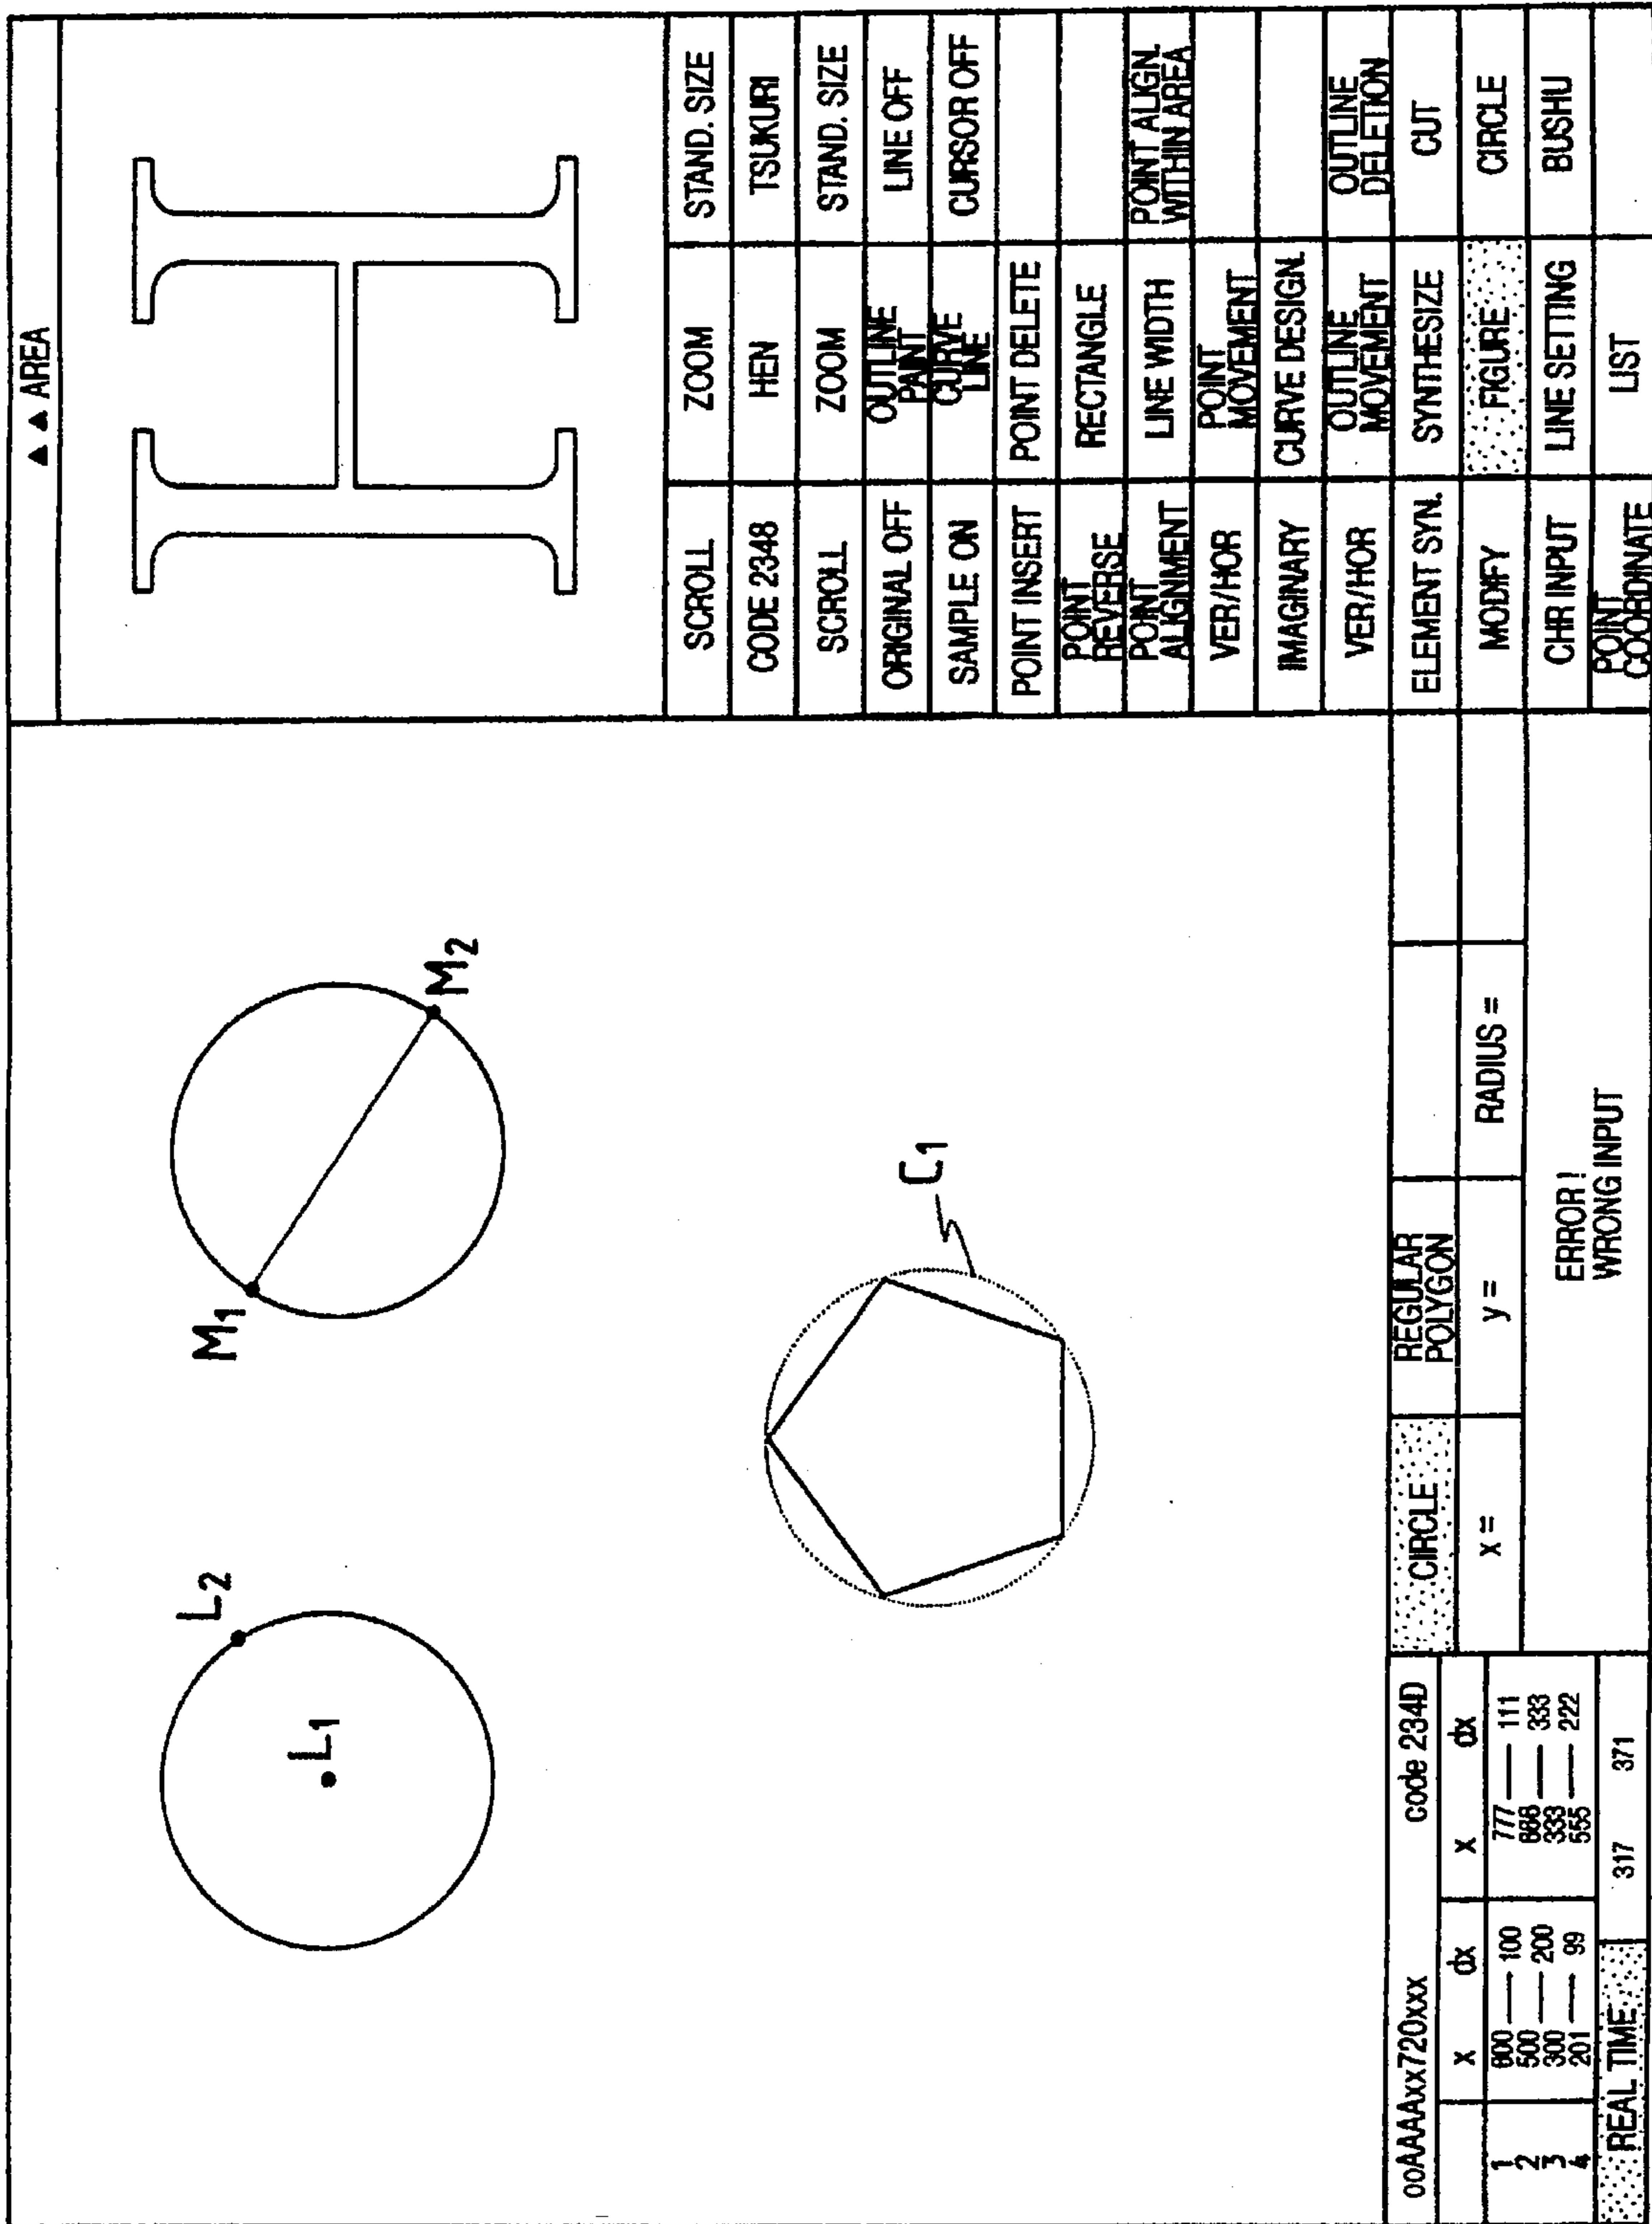 ▲▲ AREA
SCROLL ZOOM STAND. SIZE
CODE 2348 HEN TSUKURI
SCROLL ZOOM STAND. SIZE
ORIGINAL OFF OUTLINE PAINT LINE OFF
SAMPLE ON CURVE LINE CURSOR OFF
POINT INSERT POINT DELETE
POINT REVERSE RECTANGLE
POINT ALIGNMENT LINE WIDTH POINT ALIGN. WITHIN AREA
VER/HOR POINT MOVEMENT
IMAGINARY CURVE DESIGN.
VER/HOR OUTLINE MOVEMENT OUTLINE DELETION
ELEMENT SYN. SYNTHESIZE CUT
MODIFY FIGURE CIRCLE
CHR INPUT LINE SETTING BUSHU
POINT COORDINATE LIST
L1
L2
M1
M2
C1
ooAAAxx720xxx code 234D
x dx x dx
1 800 — 100 777 — 111
2 500 — 200 666 — 333
3 300 333
4 201 — 99 555 — 222
REAL TIME 317 371
CIRCLE REGULAR POLYGON
x = y = RADIUS =
ERROR !
WRONG INPUT